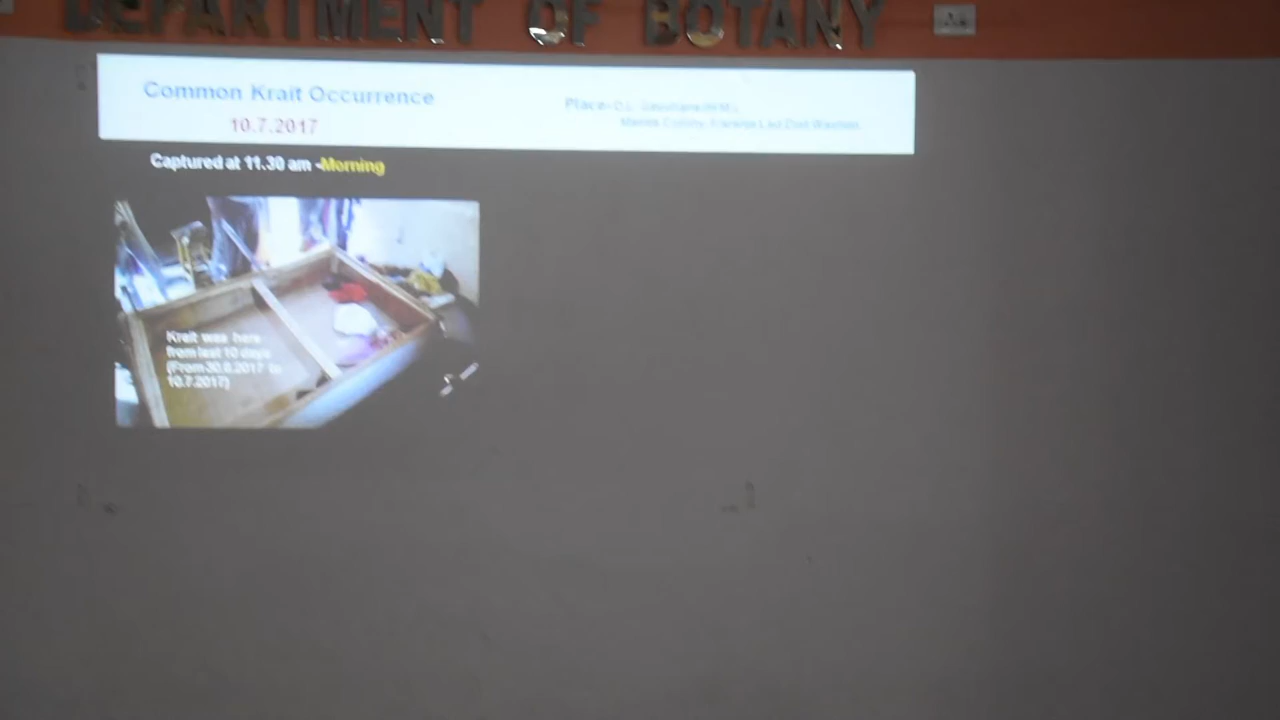 DEPARTMENT OF BOTANY
Common Krait Occurrence
10.7.2017
Place-
Captured at 11.30 am -Morning
Krait was here
from last 10 days
(From 30.6.2017 to
10.7.2017)